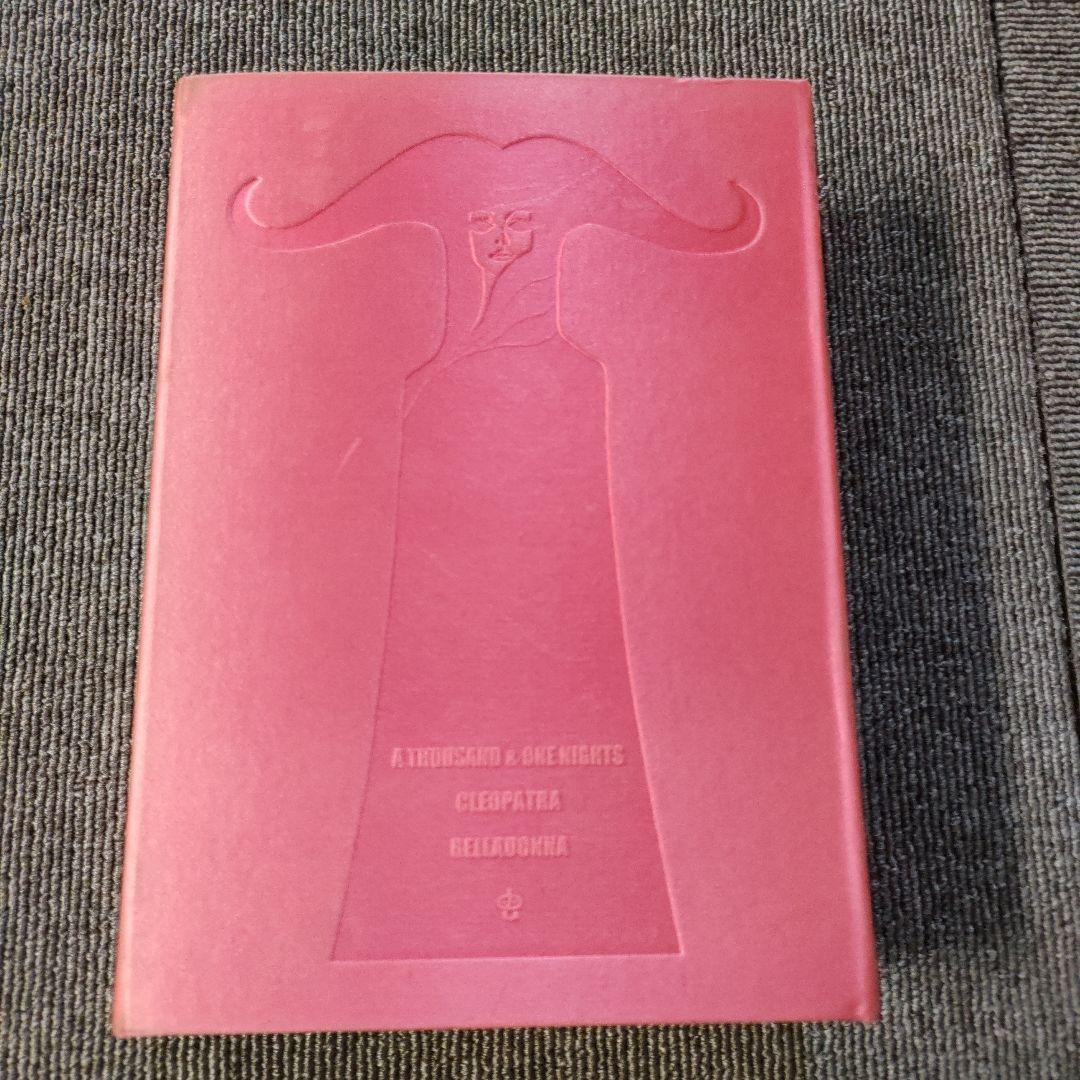 A THOUSAND & ONE NIGHTS
CLEOPATRA
BELLADONNA